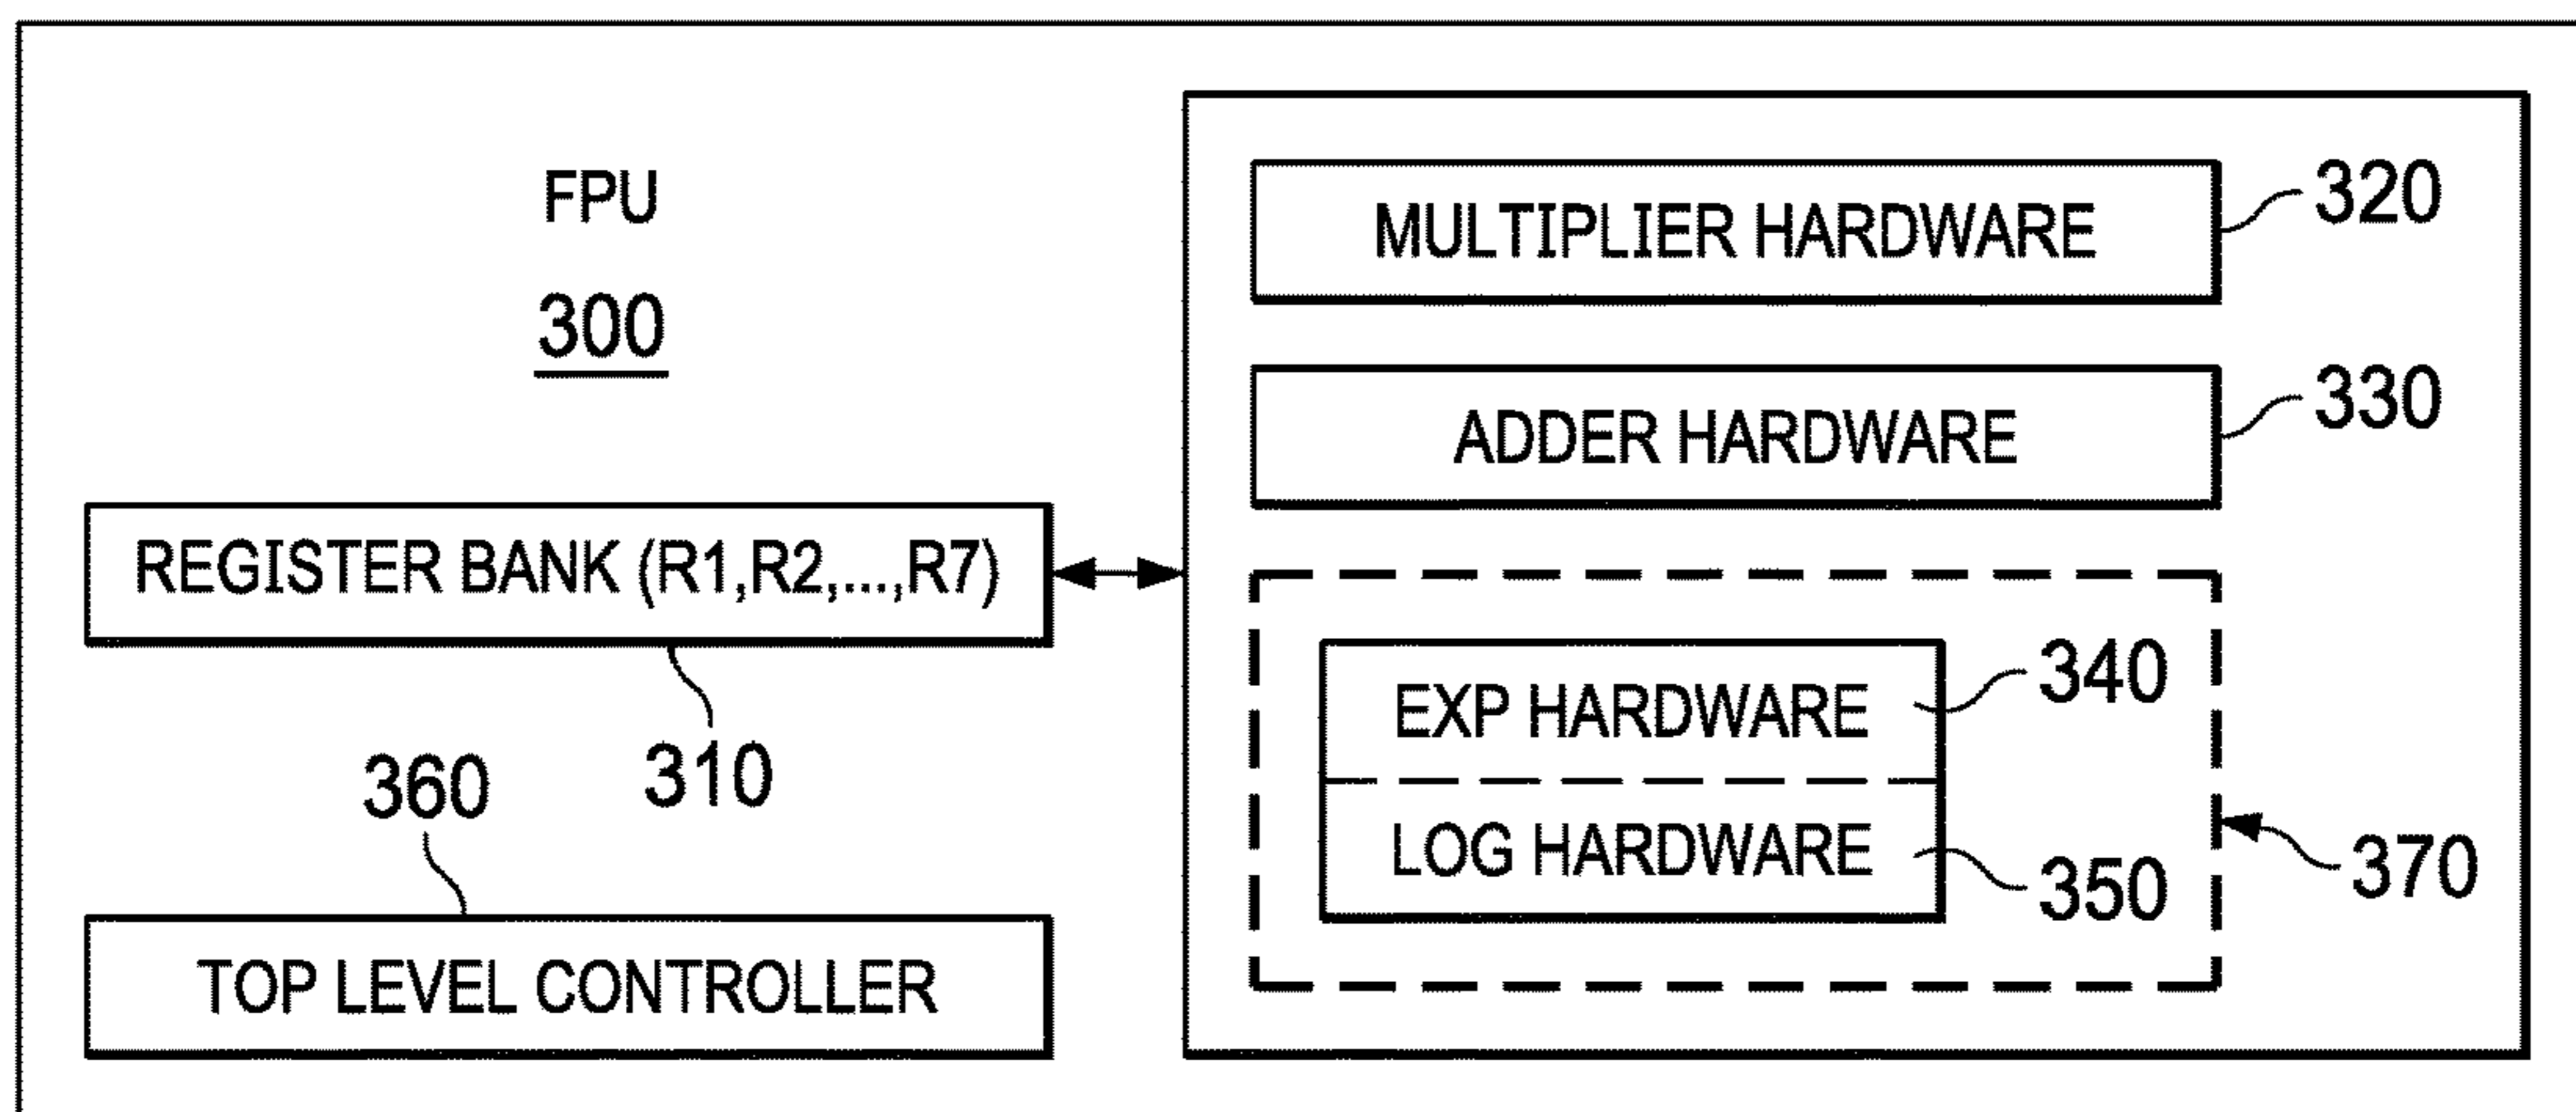 FPU
300
REGISTER BANK (R1,R2,...,R7)
310
360
TOP LEVEL CONTROLLER
MULTIPLIER HARDWARE
320
ADDER HARDWARE
330
EXP HARDWARE
340
LOG HARDWARE
350
370